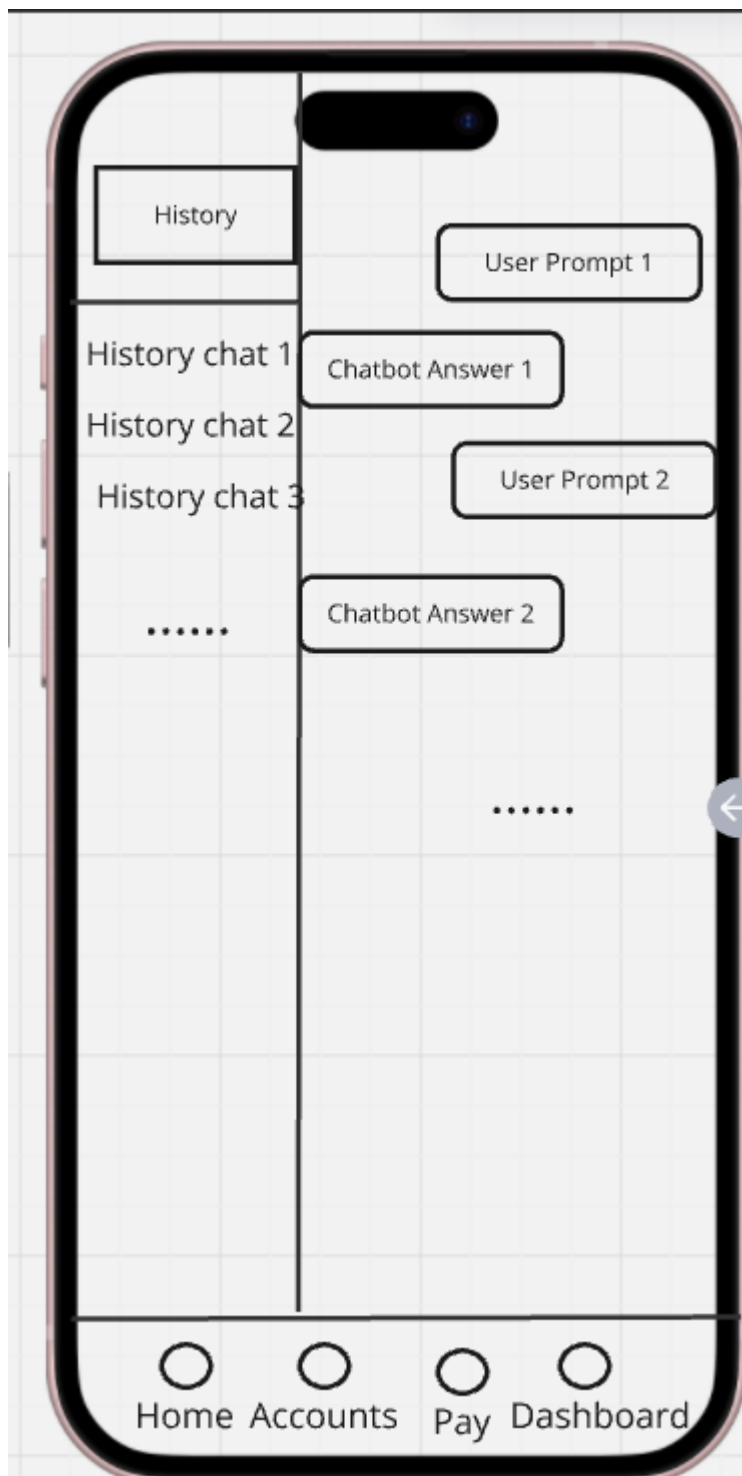 History
History chat 1
History chat 2
History chat 3
......
User Prompt 1
Chatbot Answer 1
User Prompt 2
Chatbot Answer 2
......
Home
Accounts
Pay
Dashboard